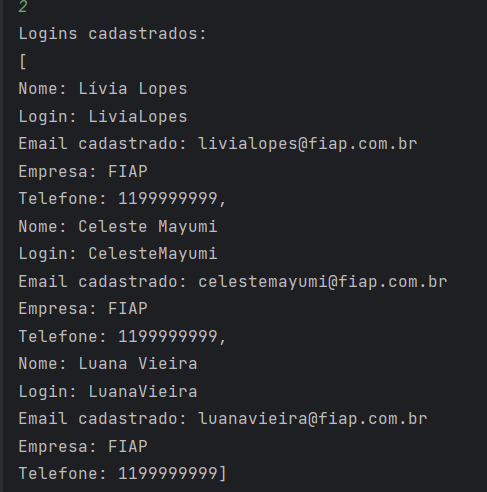 2
Logins cadastrados:
[
Nome: Lívia Lopes
Login: LiviaLopes
Email cadastrado: livialopes@fiap.com.br
Empresa: FIAP
Telefone: 1199999999,
Nome: Celeste Mayumi
Login: CelesteMayumi
Email cadastrado: celestemayumi@fiap.com.br
Empresa: FIAP
Telefone: 1199999999,
Nome: Luana Vieira
Login: LuanaVieira
Email cadastrado: luanavieira@fiap.com.br
Empresa: FIAP
Telefone: 1199999999]